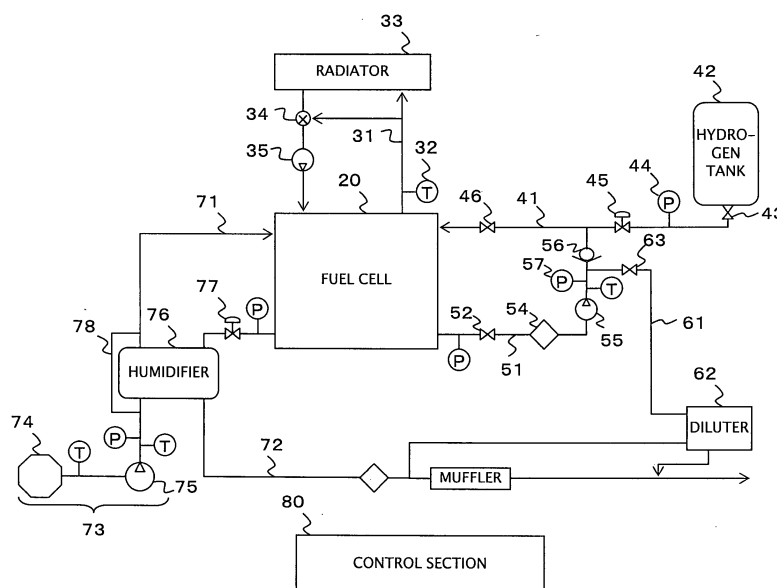 33
42
RADIATOR
34
31
32
44
HYDRO-
GEN
TANK
35
T
P
45
43
71
20
46
41
56
63
77
FUEL CELL
57
P
T
78
76
P
52
54
55
61
HUMIDIFIER
P
51
62
74
P
T
T
DILUTER
72
75
MUFFLER
73
80
CONTROL SECTION